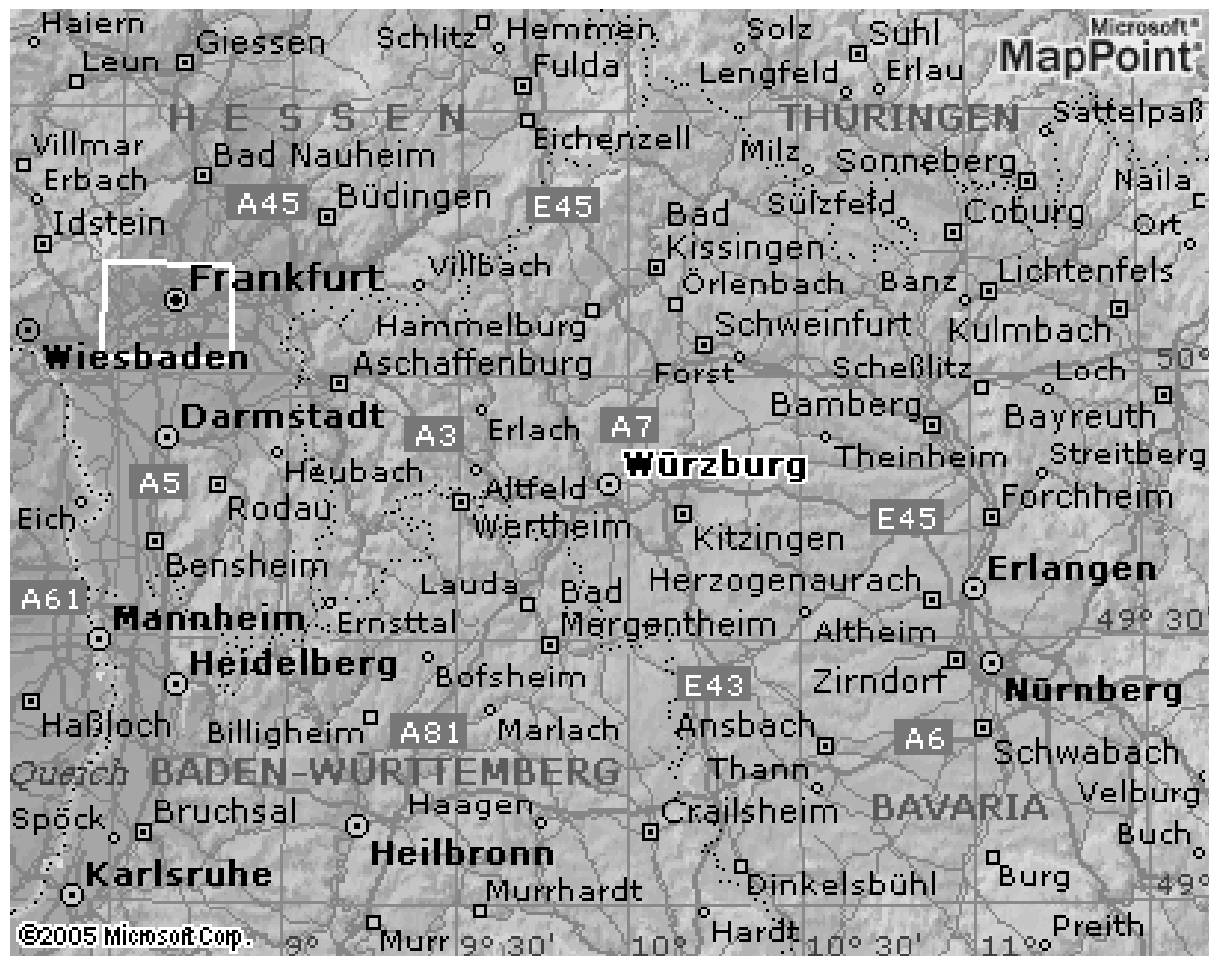 Haiern
Giessen
Schlitz
Hemmen
Solz
Suhl
Microsoft®
MapPoint®
Leun
Fulda
Lengfeld
Erlau
HESSEN
THÜRINGEN
Sattelpaß
Villmar
Bad Nauheim
Eichenzell
Milz
Sonneberg
Erbach
A45
Büdingen
E45
Bad
Kissingen
Sülzfeld
Coburg
Naila
Idstein
Ort
Frankfurt
Villbach
Örlenbach
Banz
Lichtenfels
Hammelburg
Schweinfurt
Kulmbach
Wiesbaden
Aschaffenburg
Forst
Scheßlitz
Loch
50°
Darmstadt
A3
Erlach
A7
Bamberg
Bayreuth
Heubach
Würzburg
Theinheim
Streitberg
A5
Rodau
Altfeld
Wertheim
Forchheim
Eich
Kitzingen
E45
Bensheim
Lauda
Bad
Mergentheim
Herzogenaurach
Erlangen
A61
Mannheim
Ernsttal
Altheim
49° 30'
Heidelberg
Bofsheim
E43
Zirndorf
Nürnberg
Haßloch
Billigheim
A81
Marlach
Ansbach
A6
Schwabach
Queich
BADEN-WÜRTTEMBERG
Thann
Velburg
Spöck
Bruchsal
Haagen
Crailsheim
BAVARIA
Buch
Karlsruhe
Heilbronn
Murrhardt
Dinkelsbühl
Burg
49°
©2005 Microsoft Corp.
9°
Murr
9° 30'
10°
Hardt
10° 30'
11°
Preith